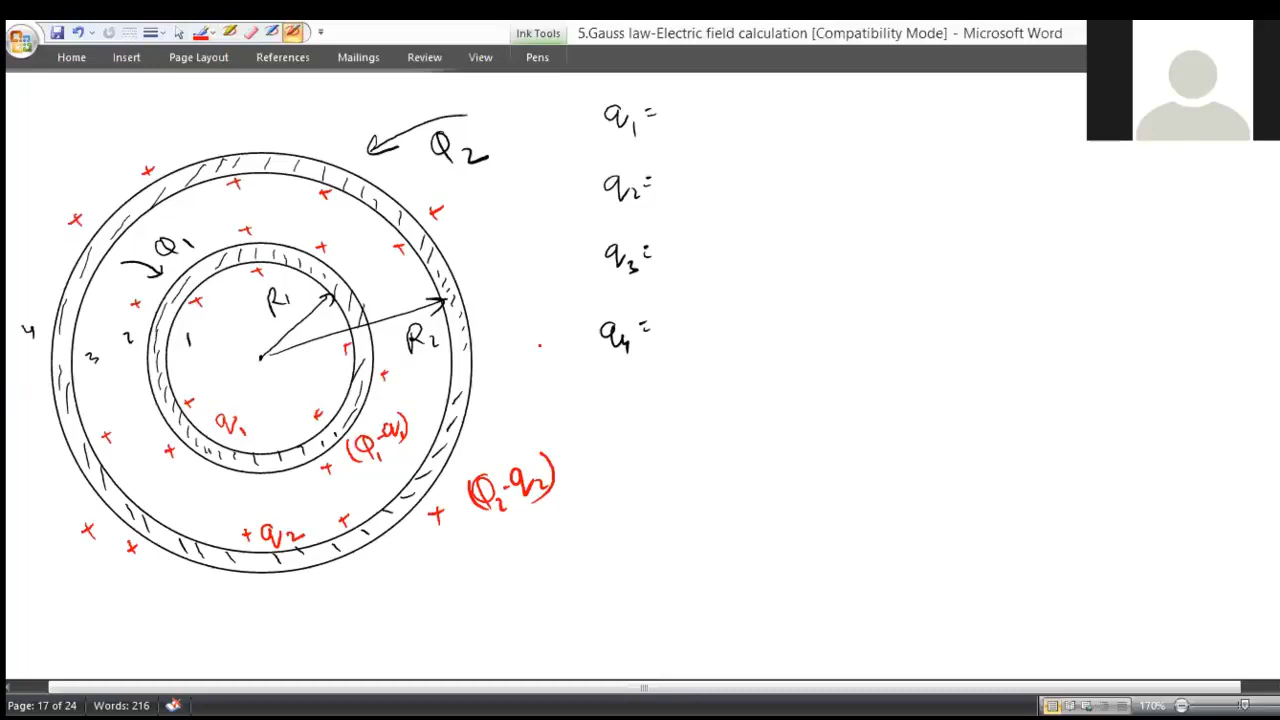 Ink Tools
5.Gauss law-Electric field calculation [Compatibility Mode] - Microsoft Word
Home Insert Page Layout References Mailings Review View Pens
q1 =
Q2
q2 =
Q1
q3 =
R1
4 3 2 1
R2
q4 =
q1
(Q1-q1)
(Q2-q2)
q2
Page: 17 of 24 Words: 216 170%